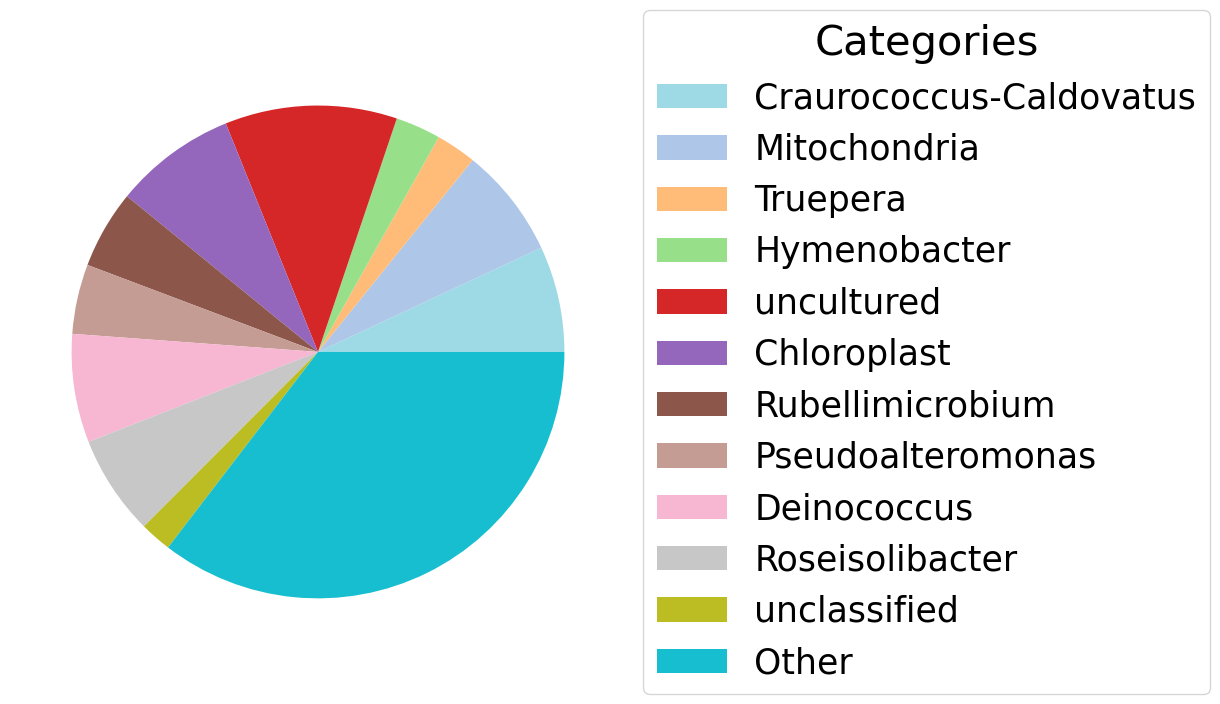 Categories
Craurococcus-Caldovatus
Mitochondria
Truepera
Hymenobacter
uncultured
Chloroplast
Rubellimicrobium
Pseudoalteromonas
Deinococcus
Roseisolibacter
unclassified
Other